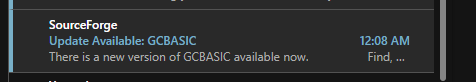 SourceForge
Update Available: GCBASIC 12:08 AM
There is a new version of GCBASIC available now. Find, ...